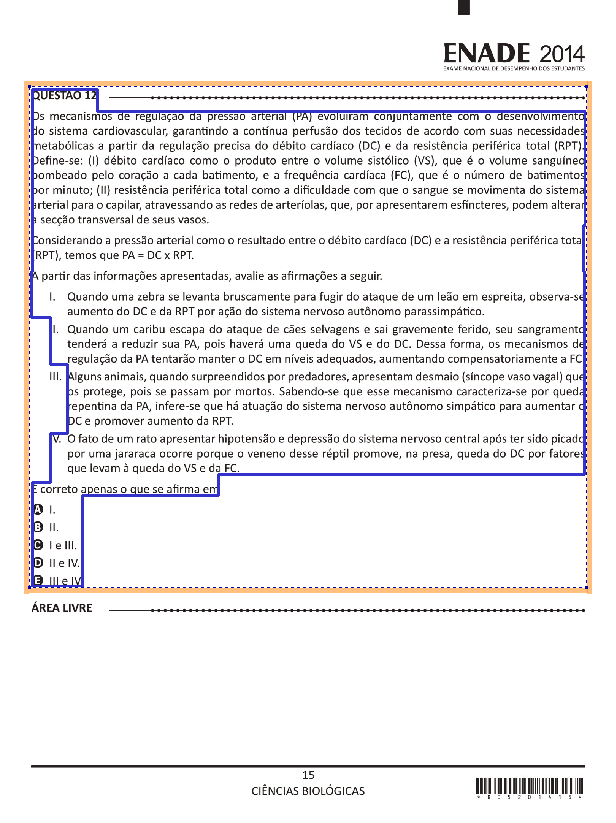 ENADE 2014
EXAME NACIONAL DE DESEMPENHO DOS ESTUDANTES
QUESTÃO 12
Os mecanismos de regulação da pressão arterial (PA) evoluíram conjuntamente com o desenvolvimento
do sistema cardiovascular, garantindo a contínua perfusão dos tecidos de acordo com suas necessidades
metabólicas a partir da regulação precisa do débito cardíaco (DC) e da resistência periférica total (RPT).
Define-se: (I) débito cardíaco como o produto entre o volume sistólico (VS), que é o volume sanguíneo
bombeado pelo coração a cada batimento, e a frequência cardíaca (FC), que é o número de batimentos
por minuto; (II) resistência periférica total como a dificuldade com que o sangue se movimenta do sistema
arterial para o capilar, atravessando as redes de arteríolas, que, por apresentarem esfíncteres, podem alterar
a secção transversal de seus vasos.
Considerando a pressão arterial como o resultado entre o débito cardíaco (DC) e a resistência periférica total
(RPT), temos que PA = DC x RPT.
A partir das informações apresentadas, avalie as afirmações a seguir.
I. Quando uma zebra se levanta bruscamente para fugir do ataque de um leão em espreita, observa-se
aumento do DC e da RPT por ação do sistema nervoso autônomo parassimpático.
II. Quando um caribu escapa do ataque de cães selvagens e sai gravemente ferido, seu sangramento
tenderá a reduzir sua PA, pois haverá uma queda do VS e do DC. Dessa forma, os mecanismos de
regulação da PA tentarão manter o DC em níveis adequados, aumentando compensatoriamente a FC.
III. Alguns animais, quando surpreendidos por predadores, apresentam desmaio (síncope vaso vagal) que
os protege, pois se passam por mortos. Sabendo-se que esse mecanismo caracteriza-se por queda
repentina da PA, infere-se que há atuação do sistema nervoso autônomo simpático para aumentar o
DC e promover aumento da RPT.
IV. O fato de um rato apresentar hipotensão e depressão do sistema nervoso central após ter sido picado
por uma jararaca ocorre porque o veneno desse réptil promove, na presa, queda do DC por fatores
que levam à queda do VS e da FC.
É correto apenas o que se afirma em
A I.
B II.
C I e III.
D II e IV.
E III e IV.
ÁREA LIVRE
15
CIÊNCIAS BIOLÓGICAS